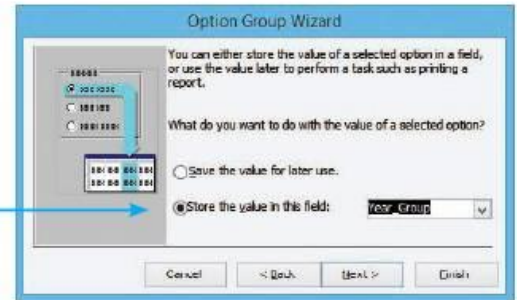 Option Group Wizard
You can either store the value of a selected option in a field,
or use the value later to perform a task such as printing a
report.
What do you want to do with the value of a selected option?
Save the value for later use.
Store the value in this field: Year_Group
Cancel < Back Next > Finish